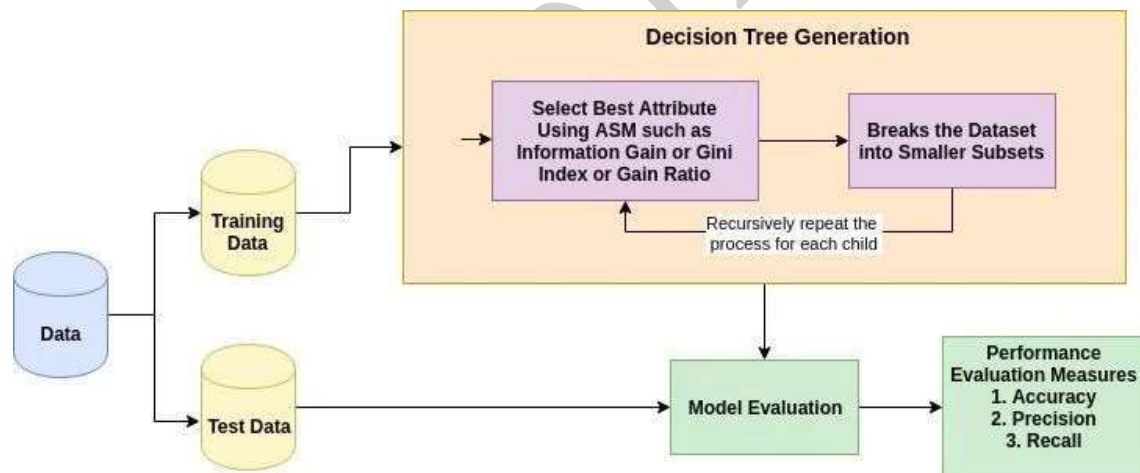 Decision Tree Generation
Select Best Attribute
Using ASM such as
Information Gain or Gini
Index or Gain Ratio
Breaks the Dataset
into Smaller Subsets
Recursively repeat the
process for each child
Training
Data
Data
Test Data
Model Evaluation
Performance
Evaluation Measures
1. Accuracy
2. Precision
3. Recall